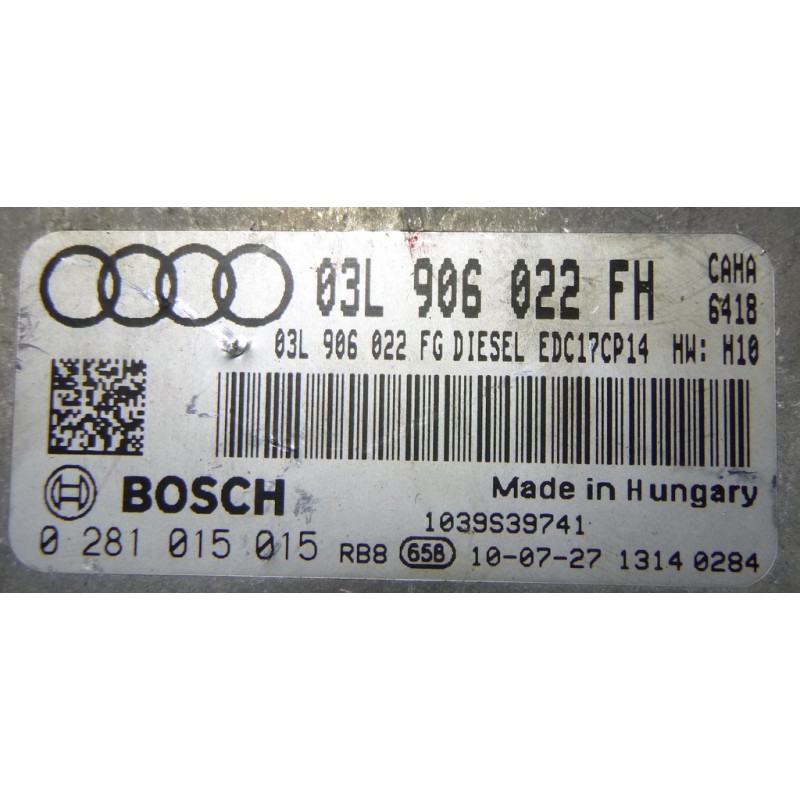 03L 906 022 FH CAHA
6418
03L 906 022 FG DIESEL EDC17CP14 HW: H10
BOSCH Made in Hungary
1039S39741
0 281 015 015 RB8 658 10-07-27 1314 0284